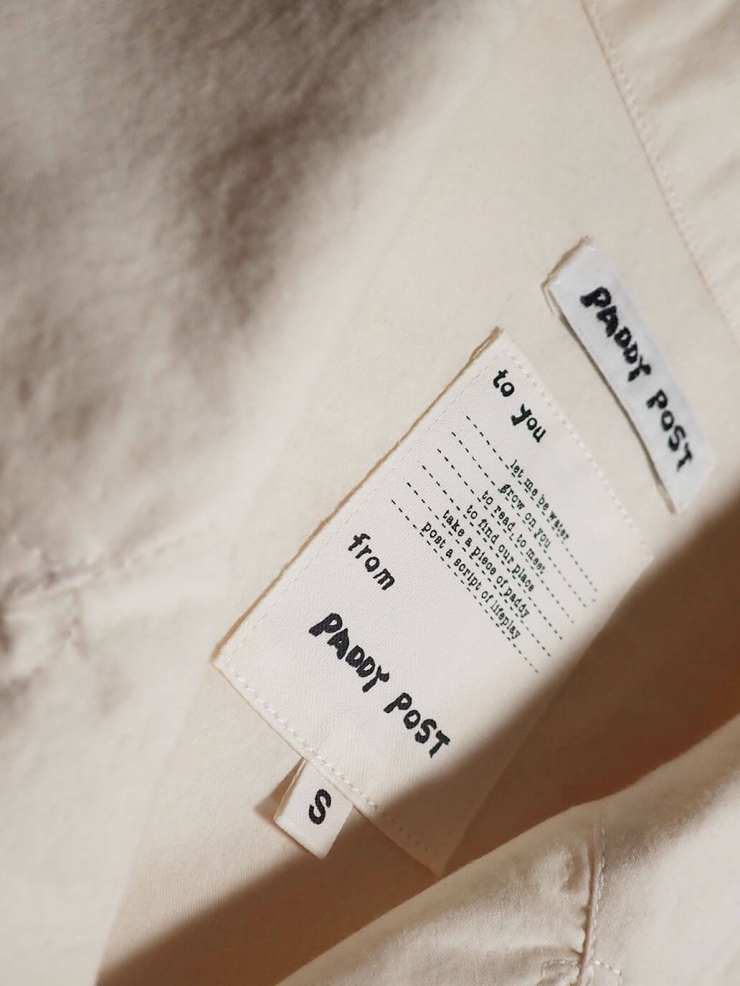 PADDY POST
to you
let me be water
grow on you
to read, to meet
to find our place
take a piece of paddy
post a script of lifeplay
from
PADDY POST
S